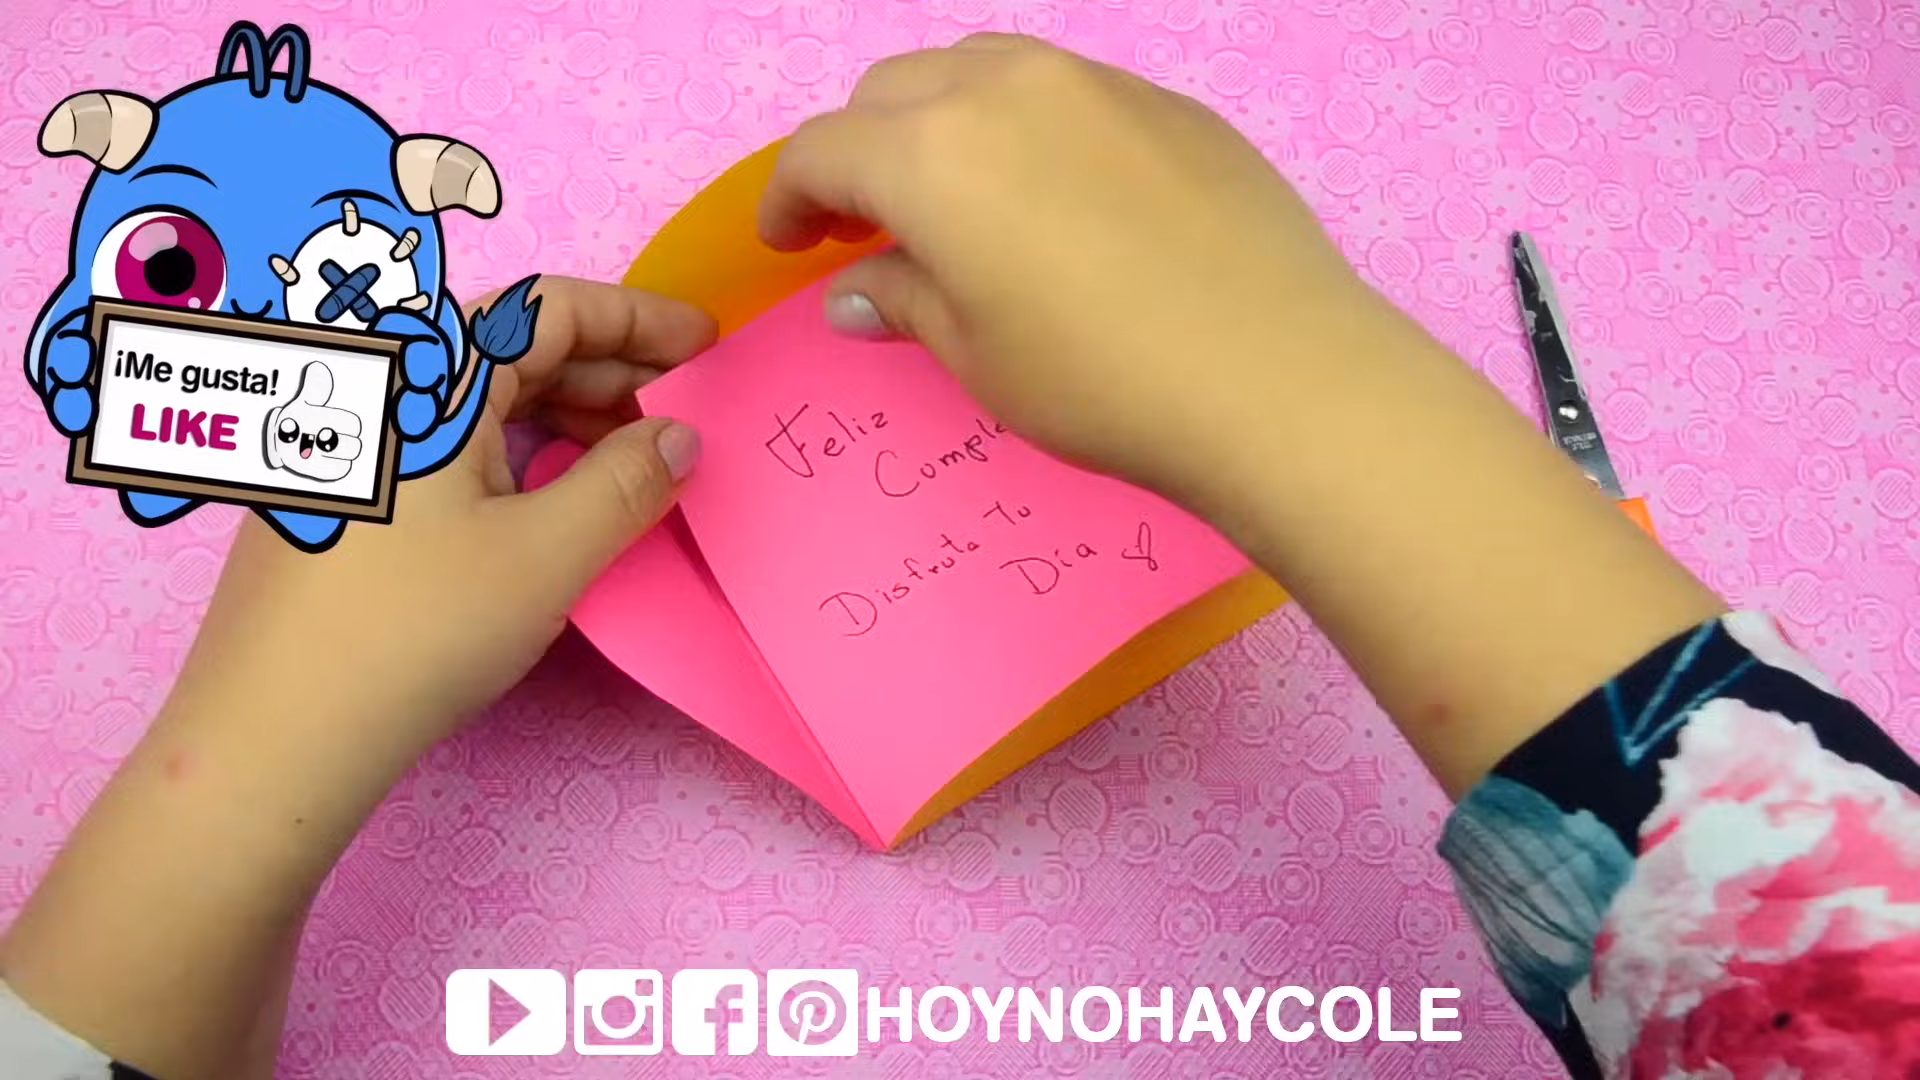 ¡Me gusta!
LIKE
Feliz
Disfruta Tu
Día
HOYNOHAYCOLE